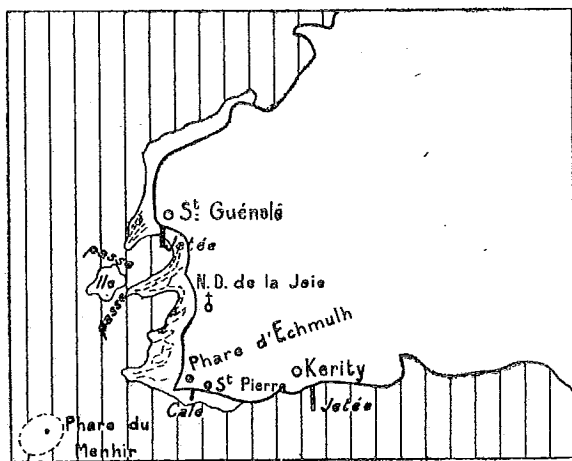 St Guénolé
Jetée
Passe
Ile
Passe
N.D. de la Joie
Phare d'Echmulh
Kerity
St Pierre
Cale
Jetée
Phare du
Menhir